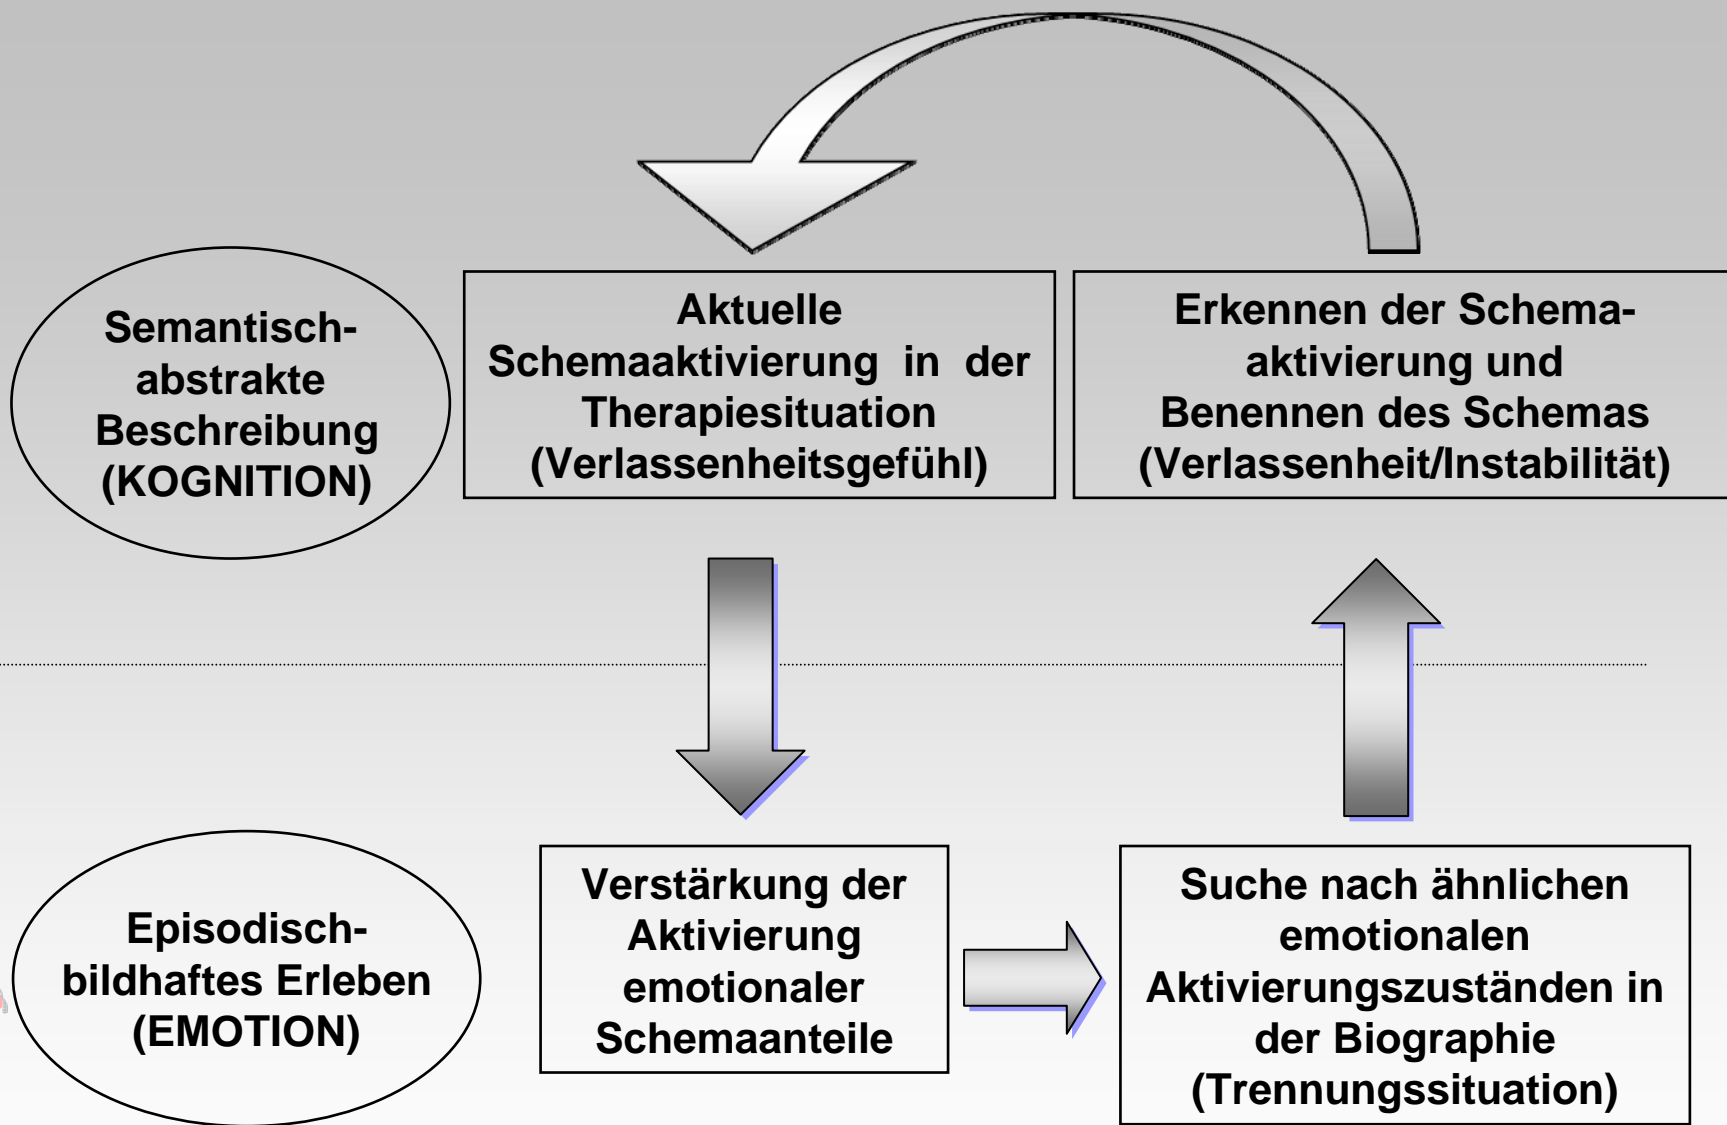 Semantisch-
abstrakte
Beschreibung
(KOGNITION)
Aktuelle
Schemaaktivierung in der
Therapiesituation
(Verlassenheitsgefühl)
Erkennen der Schema-
aktivierung und
Benennen des Schemas
(Verlassenheit/Instabilität)
Episodisch-
bildhaftes Erleben
(EMOTION)
Verstärkung der
Aktivierung
emotionaler
Schemaanteile
Suche nach ähnlichen
emotionalen
Aktivierungszuständen in
der Biographie
(Trennungssituation)